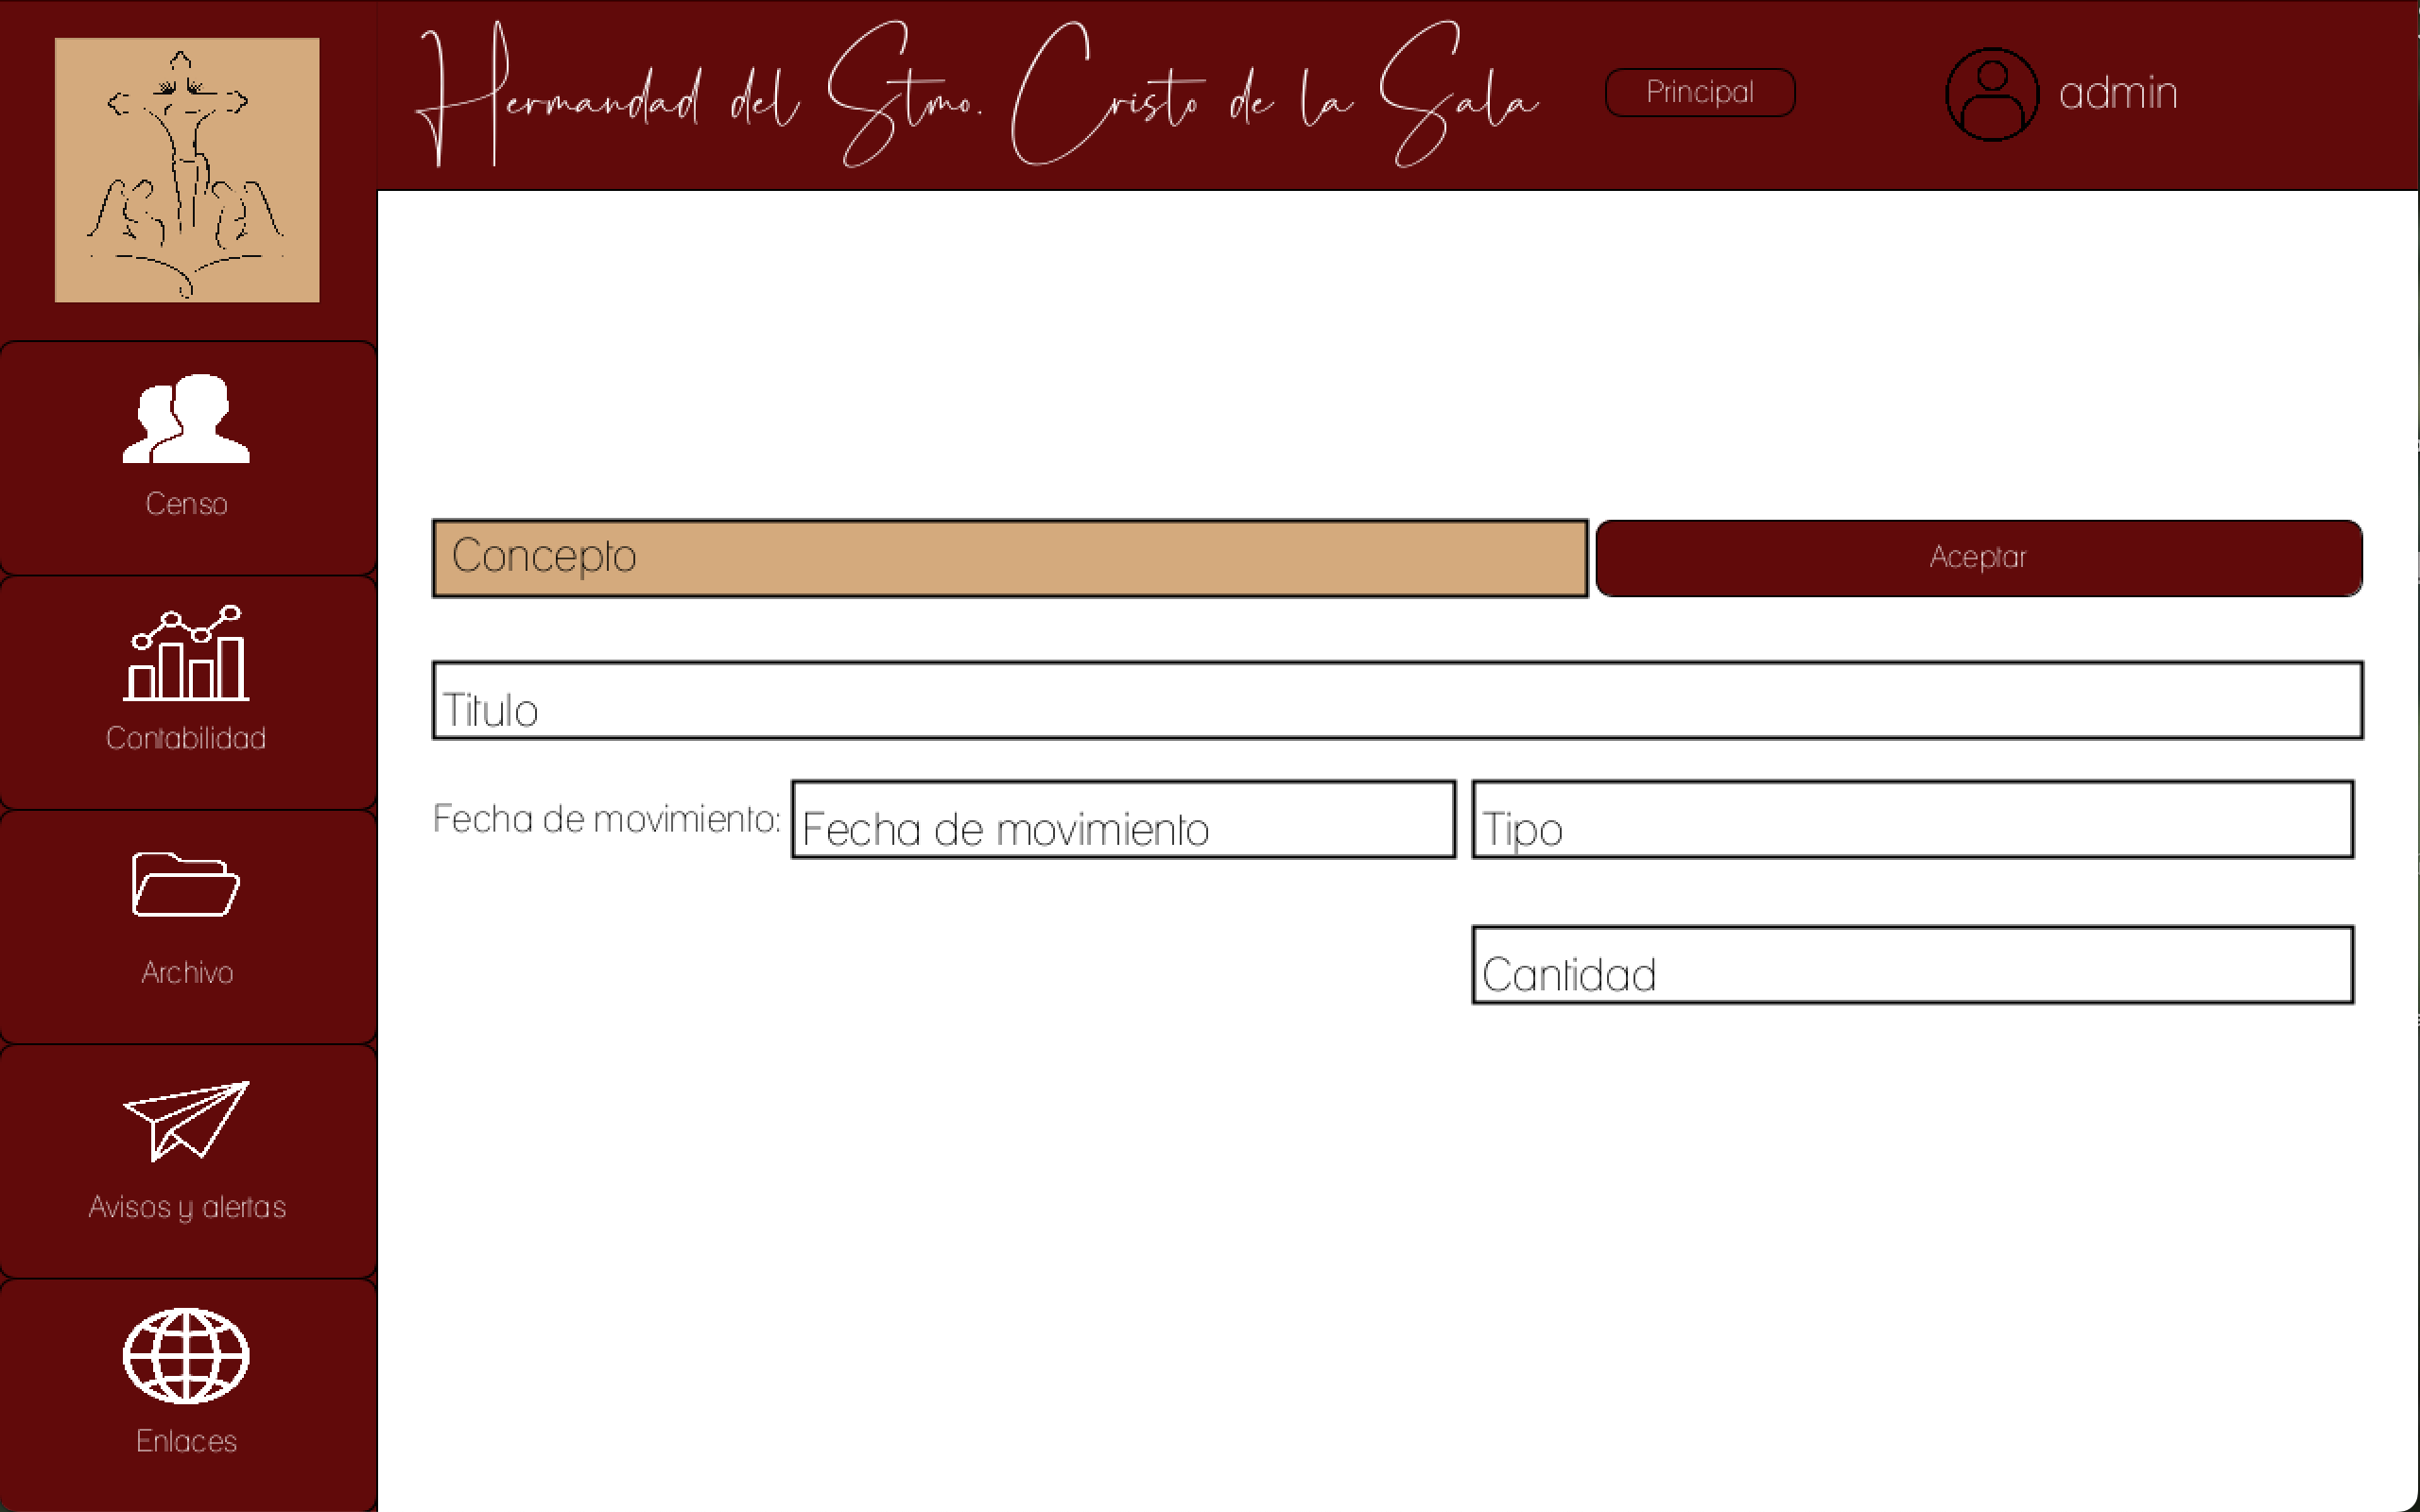 Hermandad del Stmo. Cristo de la Sala
Principal
admin
Censo
Contabilidad
Archivo
Avisos y alertas
Enlaces
Concepto
Aceptar
Titulo
Fecha de movimiento:
Fecha de movimiento
Tipo
Cantidad